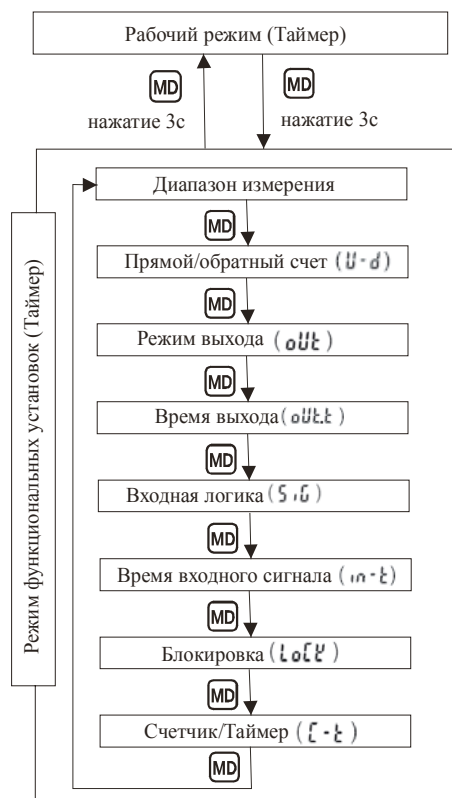 Рабочий режим (Таймер)
MD MD
нажатие 3с нажатие 3с
Режим функциональных установок (Таймер)
Диапазон измерения
MD
Прямой/обратный счет (U-d)
MD
Режим выхода (oUt)
MD
Время выхода(oUt.t)
MD
Входная логика(SiG)
MD
Время входного сигнала (in-t)
MD
Блокировка (LoCK)
MD
Счетчик/Таймер (C-t)
MD